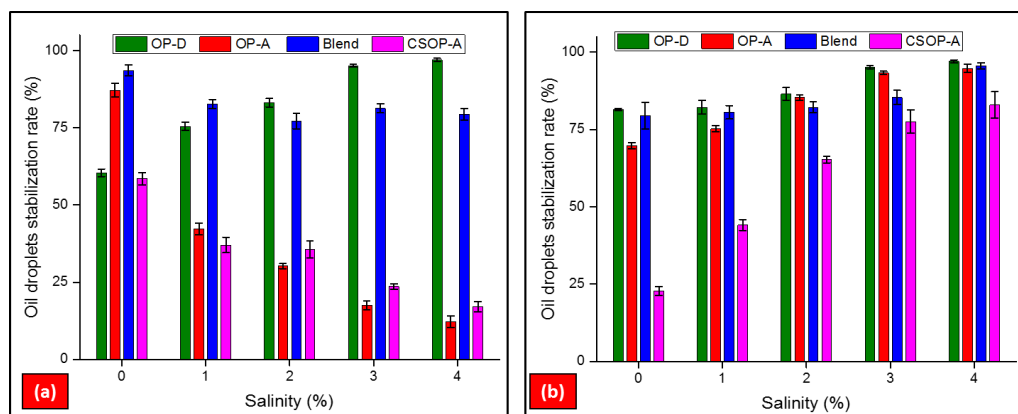 OP-D OP-A Blend CSOP-A
100
75
50
25
0
Oil droplets stabilization rate (%)
0 1 2 3 4
Salinity (%)
(a)
OP-D OP-A Blend CSOP-A
100
75
50
25
0
Oil droplets stabilization rate (%)
0 1 2 3 4
Salinity (%)
(b)